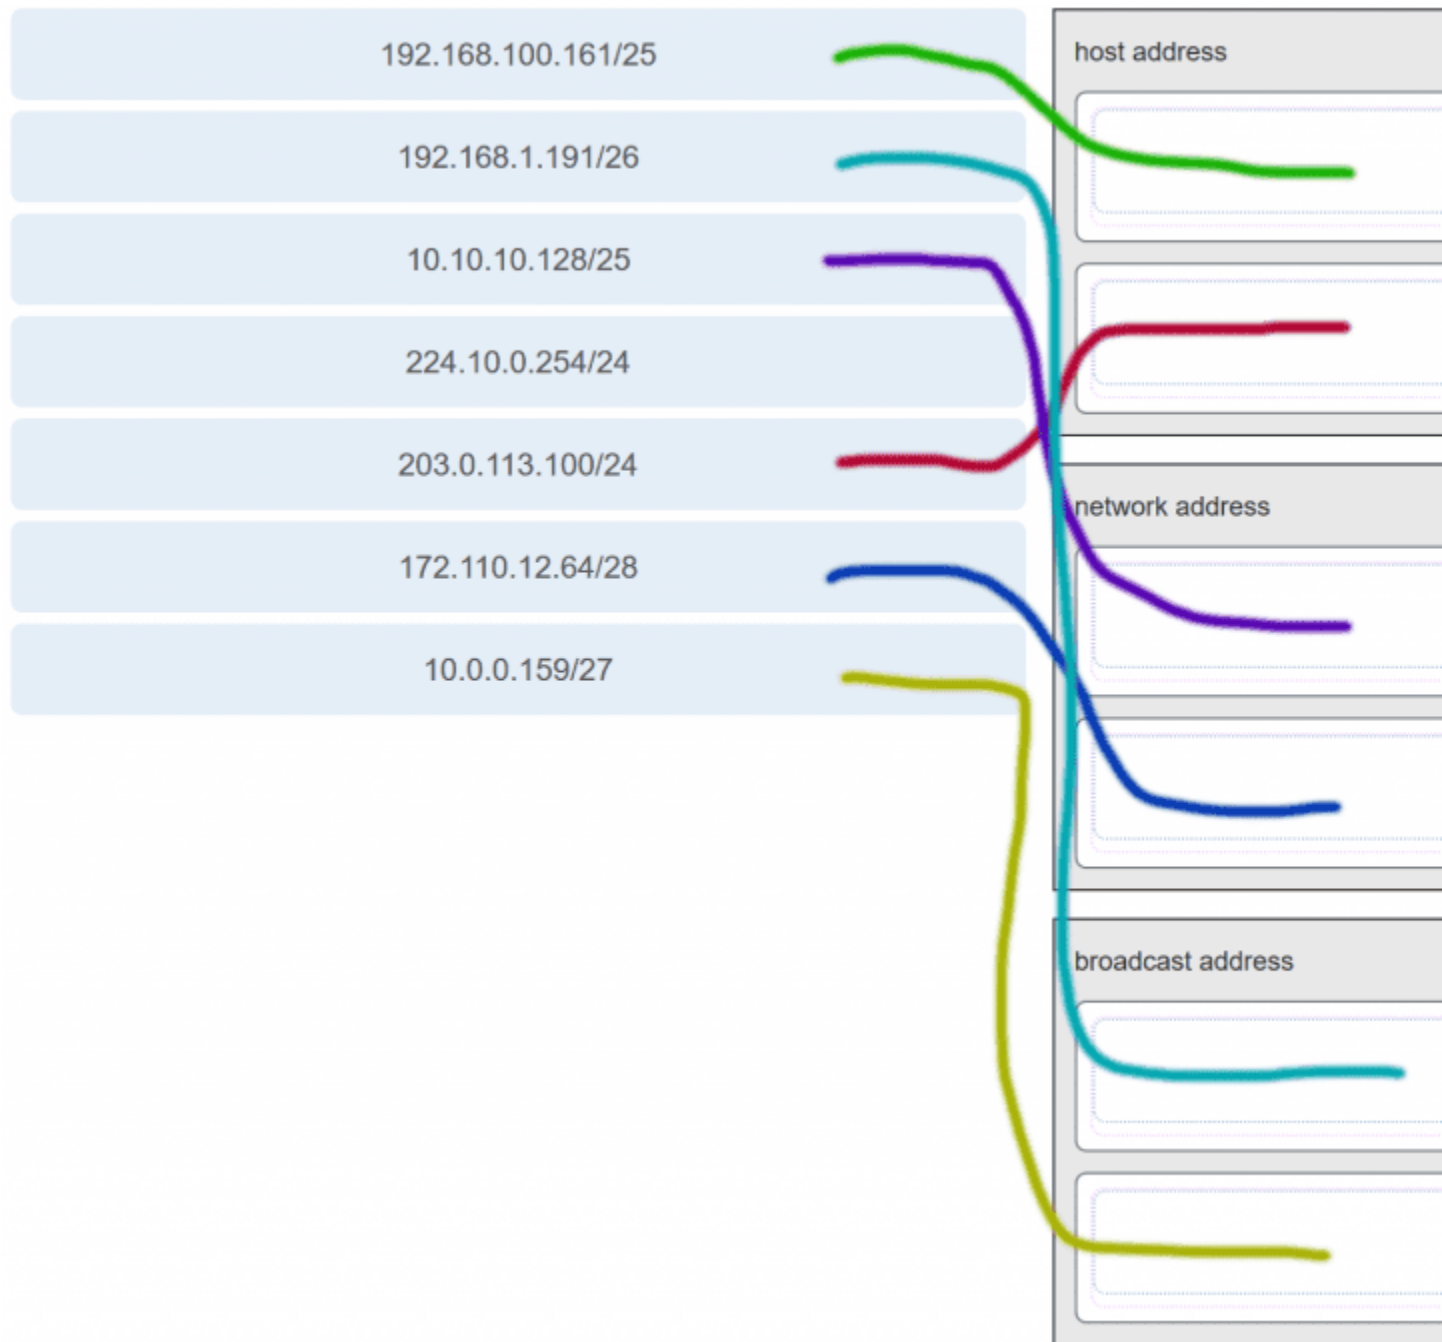 192.168.100.161/25
192.168.1.191/26
10.10.10.128/25
224.10.0.254/24
203.0.113.100/24
172.110.12.64/28
10.0.0.159/27
host address
network address
broadcast address